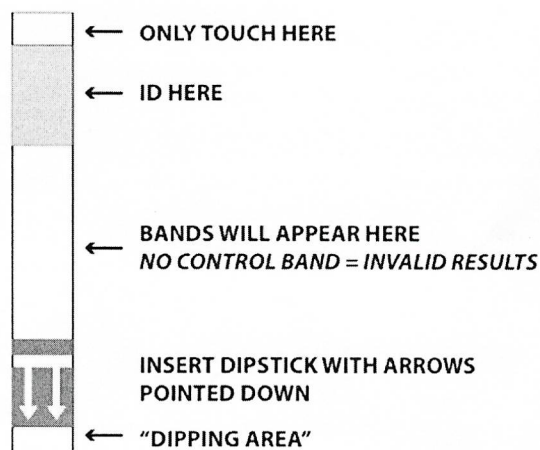 ONLY TOUCH HERE
ID HERE
BANDS WILL APPEAR HERE
NO CONTROL BAND = INVALID RESULTS
INSERT DIPSTICK WITH ARROWS
POINTED DOWN
“DIPPING AREA”